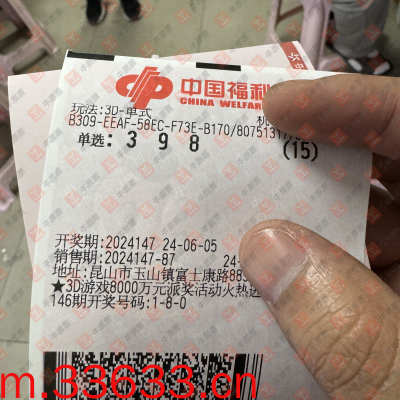 中国福利
CHINA WELFAR
玩法:3D-单式
B309-EEAF-58EC-F73E-B170/8075131
单选: 3 9 8 (15)
开奖期:2024147 24-06-05
销售期:2024147-87 24-
地址:昆山市玉山镇富士康路88
★3D游戏8000万元派奖活动火热进
146期开奖号码:1-8-0
m.33633.cn